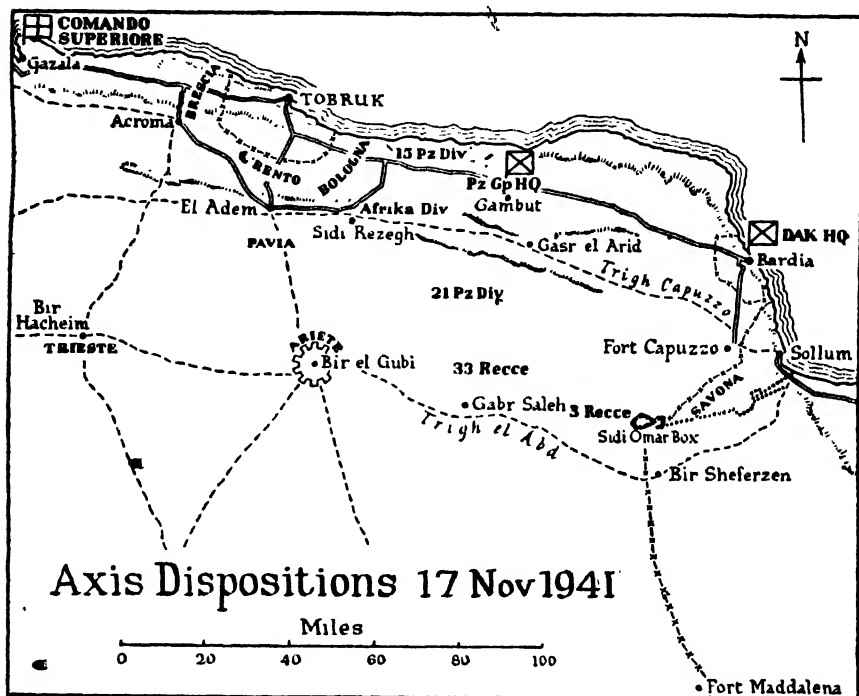 COMANDO
SUPERIORE
N
Gazala
BRESCIA
TOBRUK
Acroma
TRENTO
BOLOGNA
15 Pz Div
Pz Gp HQ
Gambut
DAK HQ
Bardia
El Adem
Afrika Div
PAVIA
Sidi Rezegh
Gasr el Arid
Trigh Capuzzo
21 Pz Div
Bir
Hacheim
TRIESTE
ARIETE
Bir el Gubi
33 Recce
Fort Capuzzo
Sollum
Gabr Saleh
3 Recce
SAVONA
Trigh el Abd
Sidi Omar Box
Bir Sheferzen
Axis Dispositions 17 Nov 1941
Miles
0 20 40 60 80 100
Fort Maddalena